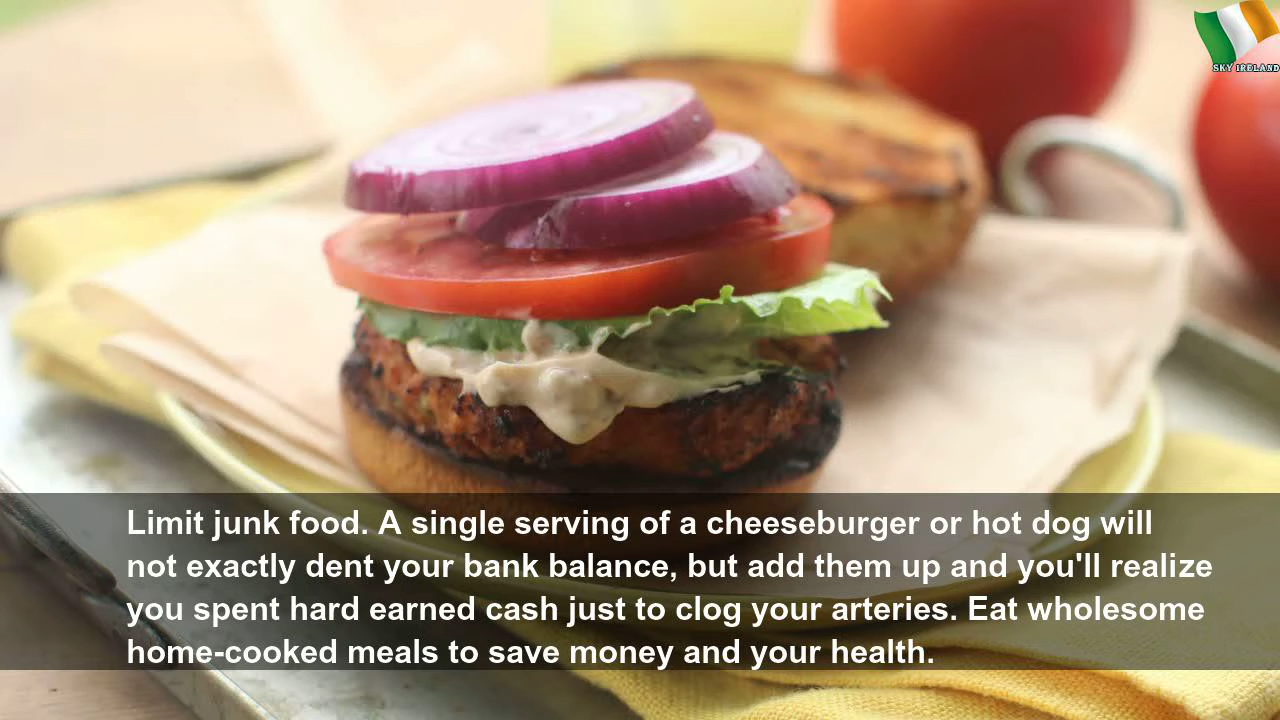 SKY IRELAND
Limit junk food. A single serving of a cheeseburger or hot dog will
not exactly dent your bank balance, but add them up and you'll realize
you spent hard earned cash just to clog your arteries. Eat wholesome
home-cooked meals to save money and your health.